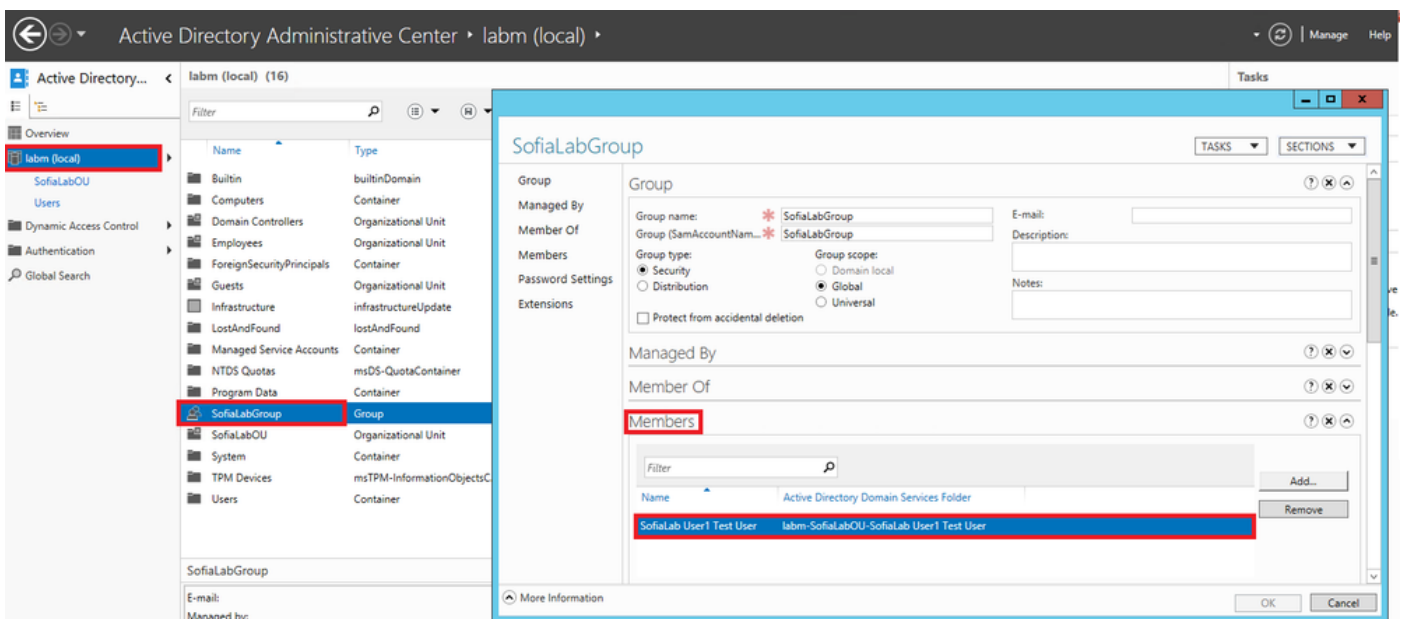 Active Directory Administrative Center • labm (local) •
Manage Help
Active Directory...
Overview
labm (local)
SofiaLabOU
Users
Dynamic Access Control
Authentication
Global Search
labm (local) (16)
Filter
Name Type
Builtin builtinDomain
Computers Container
Domain Controllers Organizational Unit
Employees Organizational Unit
ForeignSecurityPrincipals Container
Guests Organizational Unit
Infrastructure infrastructureUpdate
LostAndFound lostAndFound
Managed Service Accounts Container
NTDS Quotas msDS-QuotaContainer
Program Data Container
SofiaLabGroup Group
SofiaLabOU Organizational Unit
System Container
TPM Devices msTPM-InformationObjectsC
Users Container
SofiaLabGroup
E-mail:
Managed by:
Tasks
SofiaLabGroup
TASKS SECTIONS
Group
Managed By
Member Of
Members
Password Settings
Extensions
Group
Group name: SofiaLabGroup
Group (SamAccountNam... SofiaLabGroup
Group type: Group scope:
Security Domain local
Distribution Global
Universal
Protect from accidental deletion
E-mail:
Description:
Notes:
Managed By
Member Of
Members
Filter
Name Active Directory Domain Services Folder
SofiaLab User1 Test User labm-SofiaLabOU-SofiaLab User1 Test User
Add...
Remove
More Information
OK Cancel
ve
le.